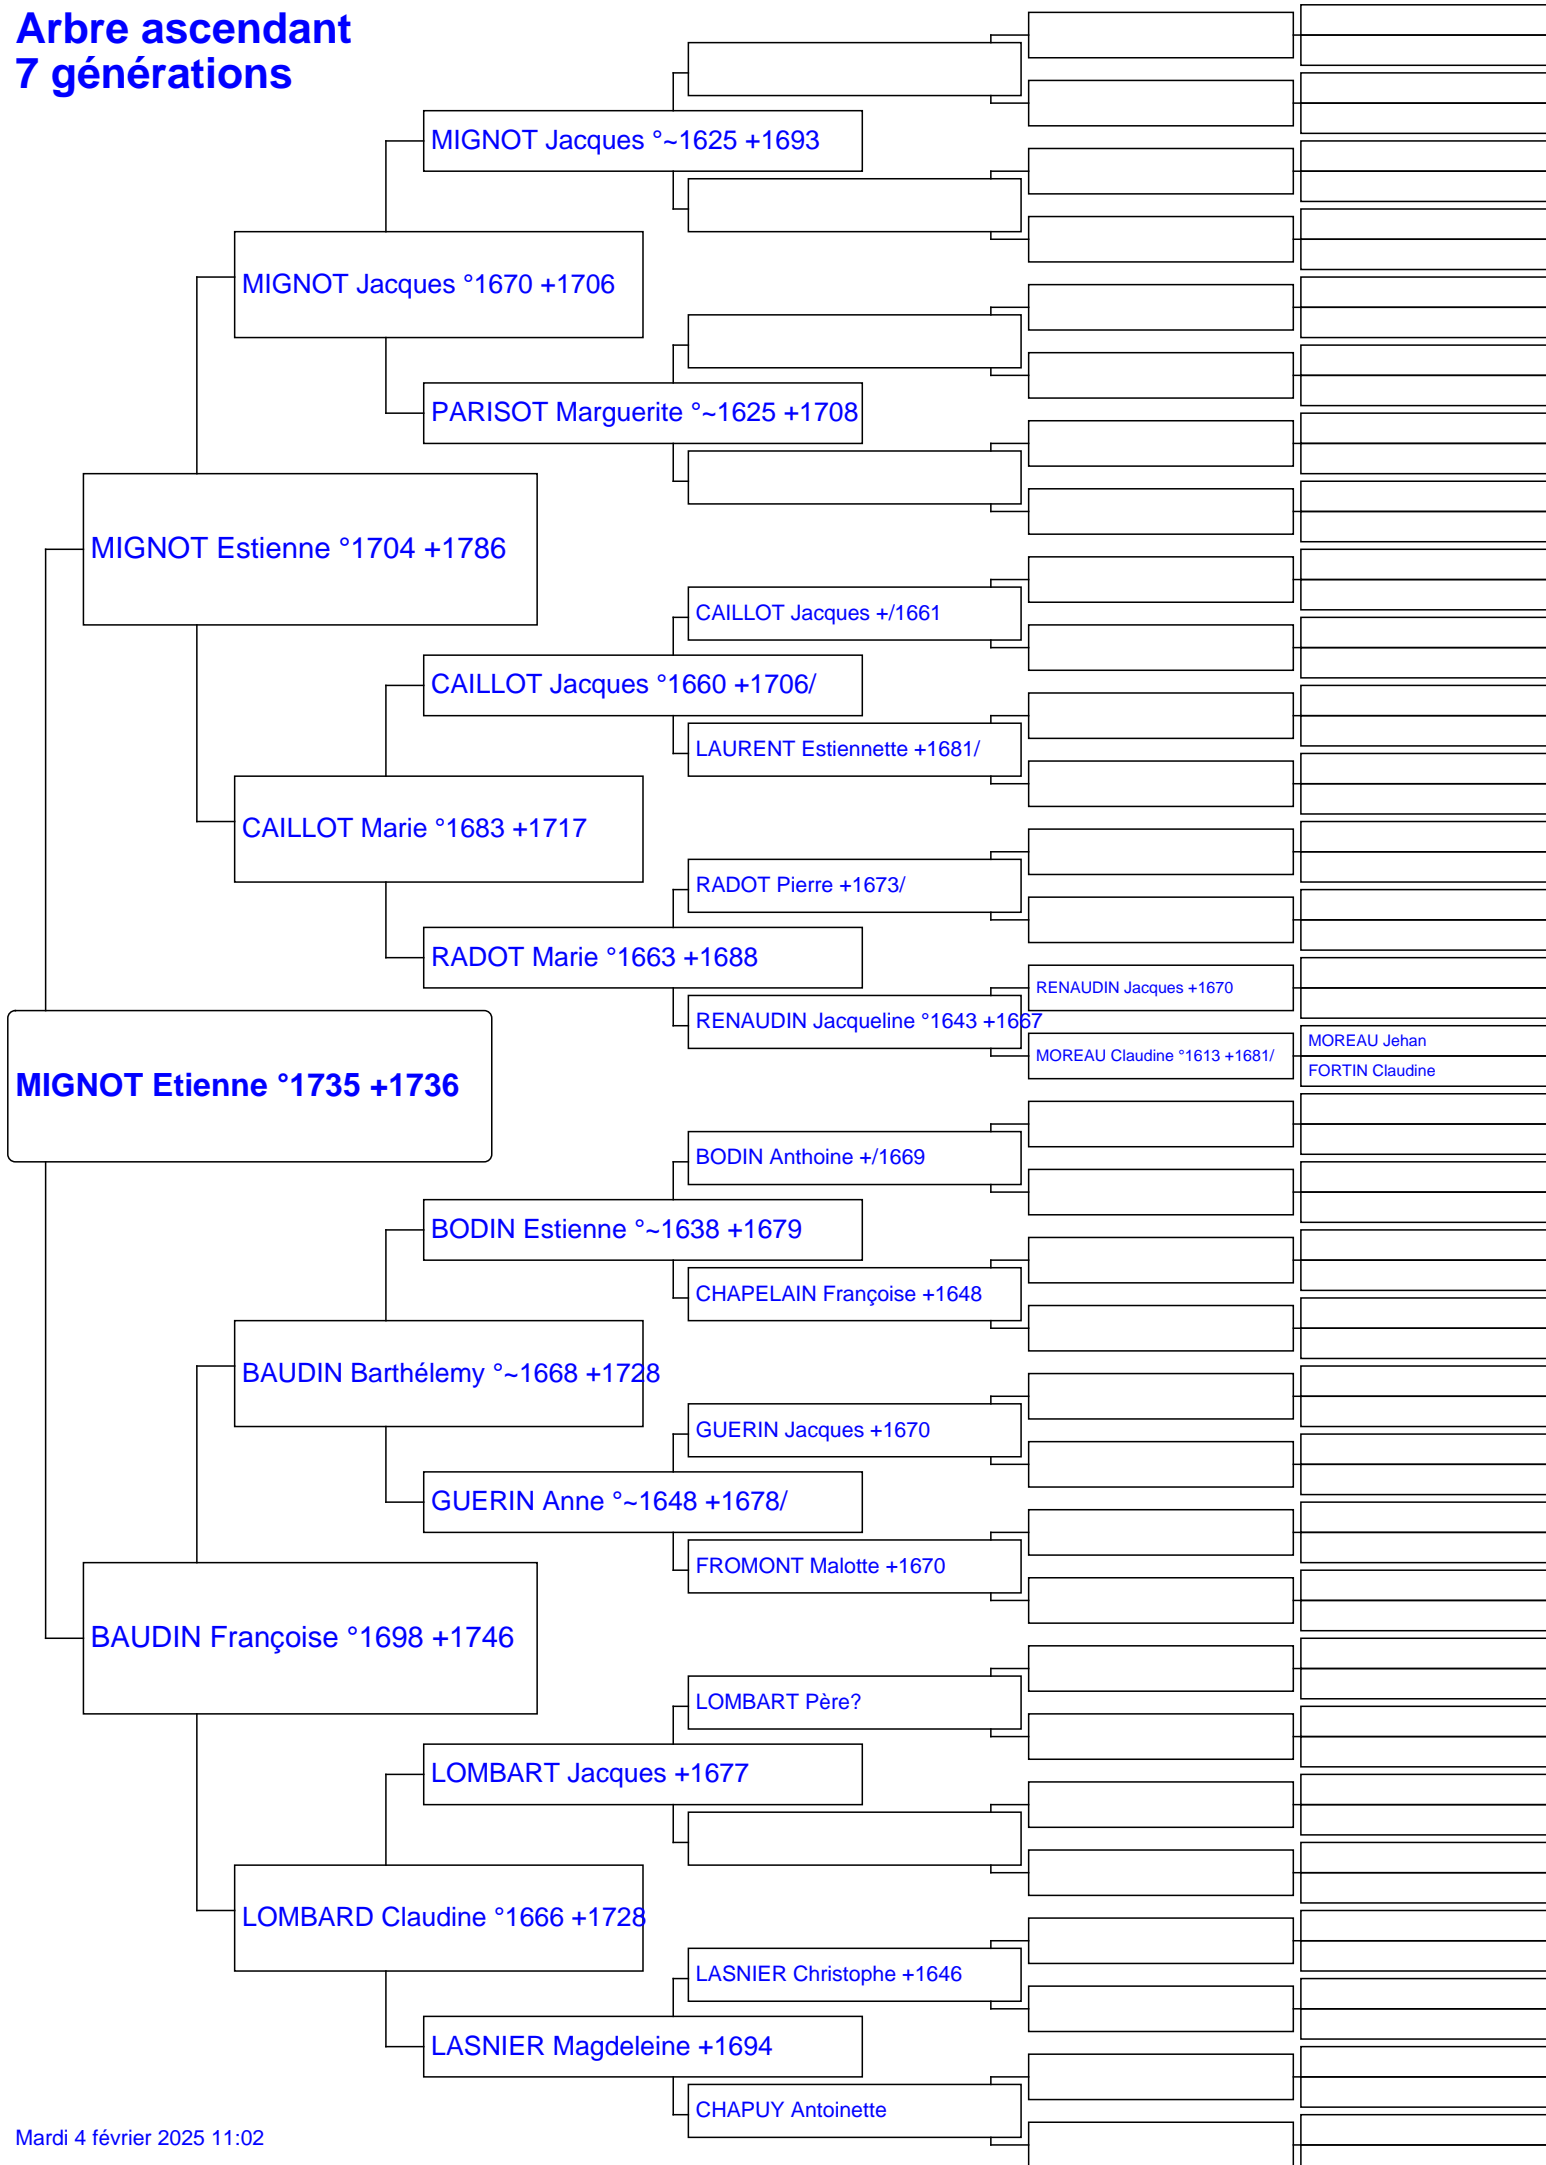 Arbre ascendant
7 générations
MIGNOT Jacques °~1625 +1693
MIGNOT Jacques °1670 +1706
PARISOT Marguerite °~1625 +1708
MIGNOT Estienne °1704 +1786
CAILLOT Jacques +/1661
CAILLOT Jacques °1660 +1706/
LAURENT Estiennette +1681/
CAILLOT Marie °1683 +1717
RADOT Pierre +1673/
RADOT Marie °1663 +1688
RENAUDIN Jacques +1670
RENAUDIN Jacqueline °1643 +1667
MOREAU Jehan
MOREAU Claudine °1613 +1681/
FORTIN Claudine
MIGNOT Etienne °1735 +1736
BODIN Anthoine +/1669
BODIN Estienne °~1638 +1679
CHAPELAIN Françoise +1648
BAUDIN Barthélemy °~1668 +1728
GUERIN Jacques +1670
GUERIN Anne °~1648 +1678/
FROMONT Malotte +1670
BAUDIN Françoise °1698 +1746
LOMBART Père?
LOMBART Jacques +1677
LOMBARD Claudine °1666 +1728
LASNIER Christophe +1646
LASNIER Magdeleine +1694
CHAPUY Antoinette
Mardi 4 février 2025 11:02